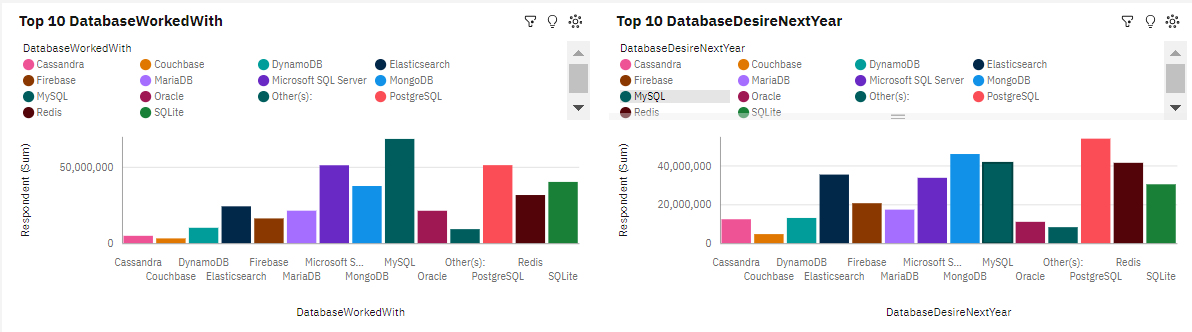 Top 10 DatabaseWorkedWith
DatabaseWorkedWith
Cassandra Couchbase DynamoDB Elasticsearch
Firebase MariaDB Microsoft SQL Server MongoDB
MySQL Oracle Other(s): PostgreSQL
Redis SQLite
Respondent (Sum)
50,000,000
0
Cassandra DynamoDB Firebase Microsoft S... MySQL Other(s): Redis
Couchbase Elasticsearch MariaDB MongoDB Oracle PostgreSQL SQLite
DatabaseWorkedWith
Top 10 DatabaseDesireNextYear
DatabaseDesireNextYear
Cassandra Couchbase DynamoDB Elasticsearch
Firebase MariaDB Microsoft SQL Server MongoDB
MySQL Oracle Other(s): PostgreSQL
Redis SQLite
Respondent (Sum)
40,000,000
20,000,000
0
Cassandra DynamoDB Firebase Microsoft S... MySQL Other(s): Redis
Couchbase Elasticsearch MariaDB MongoDB Oracle PostgreSQL SQLite
DatabaseDesireNextYear